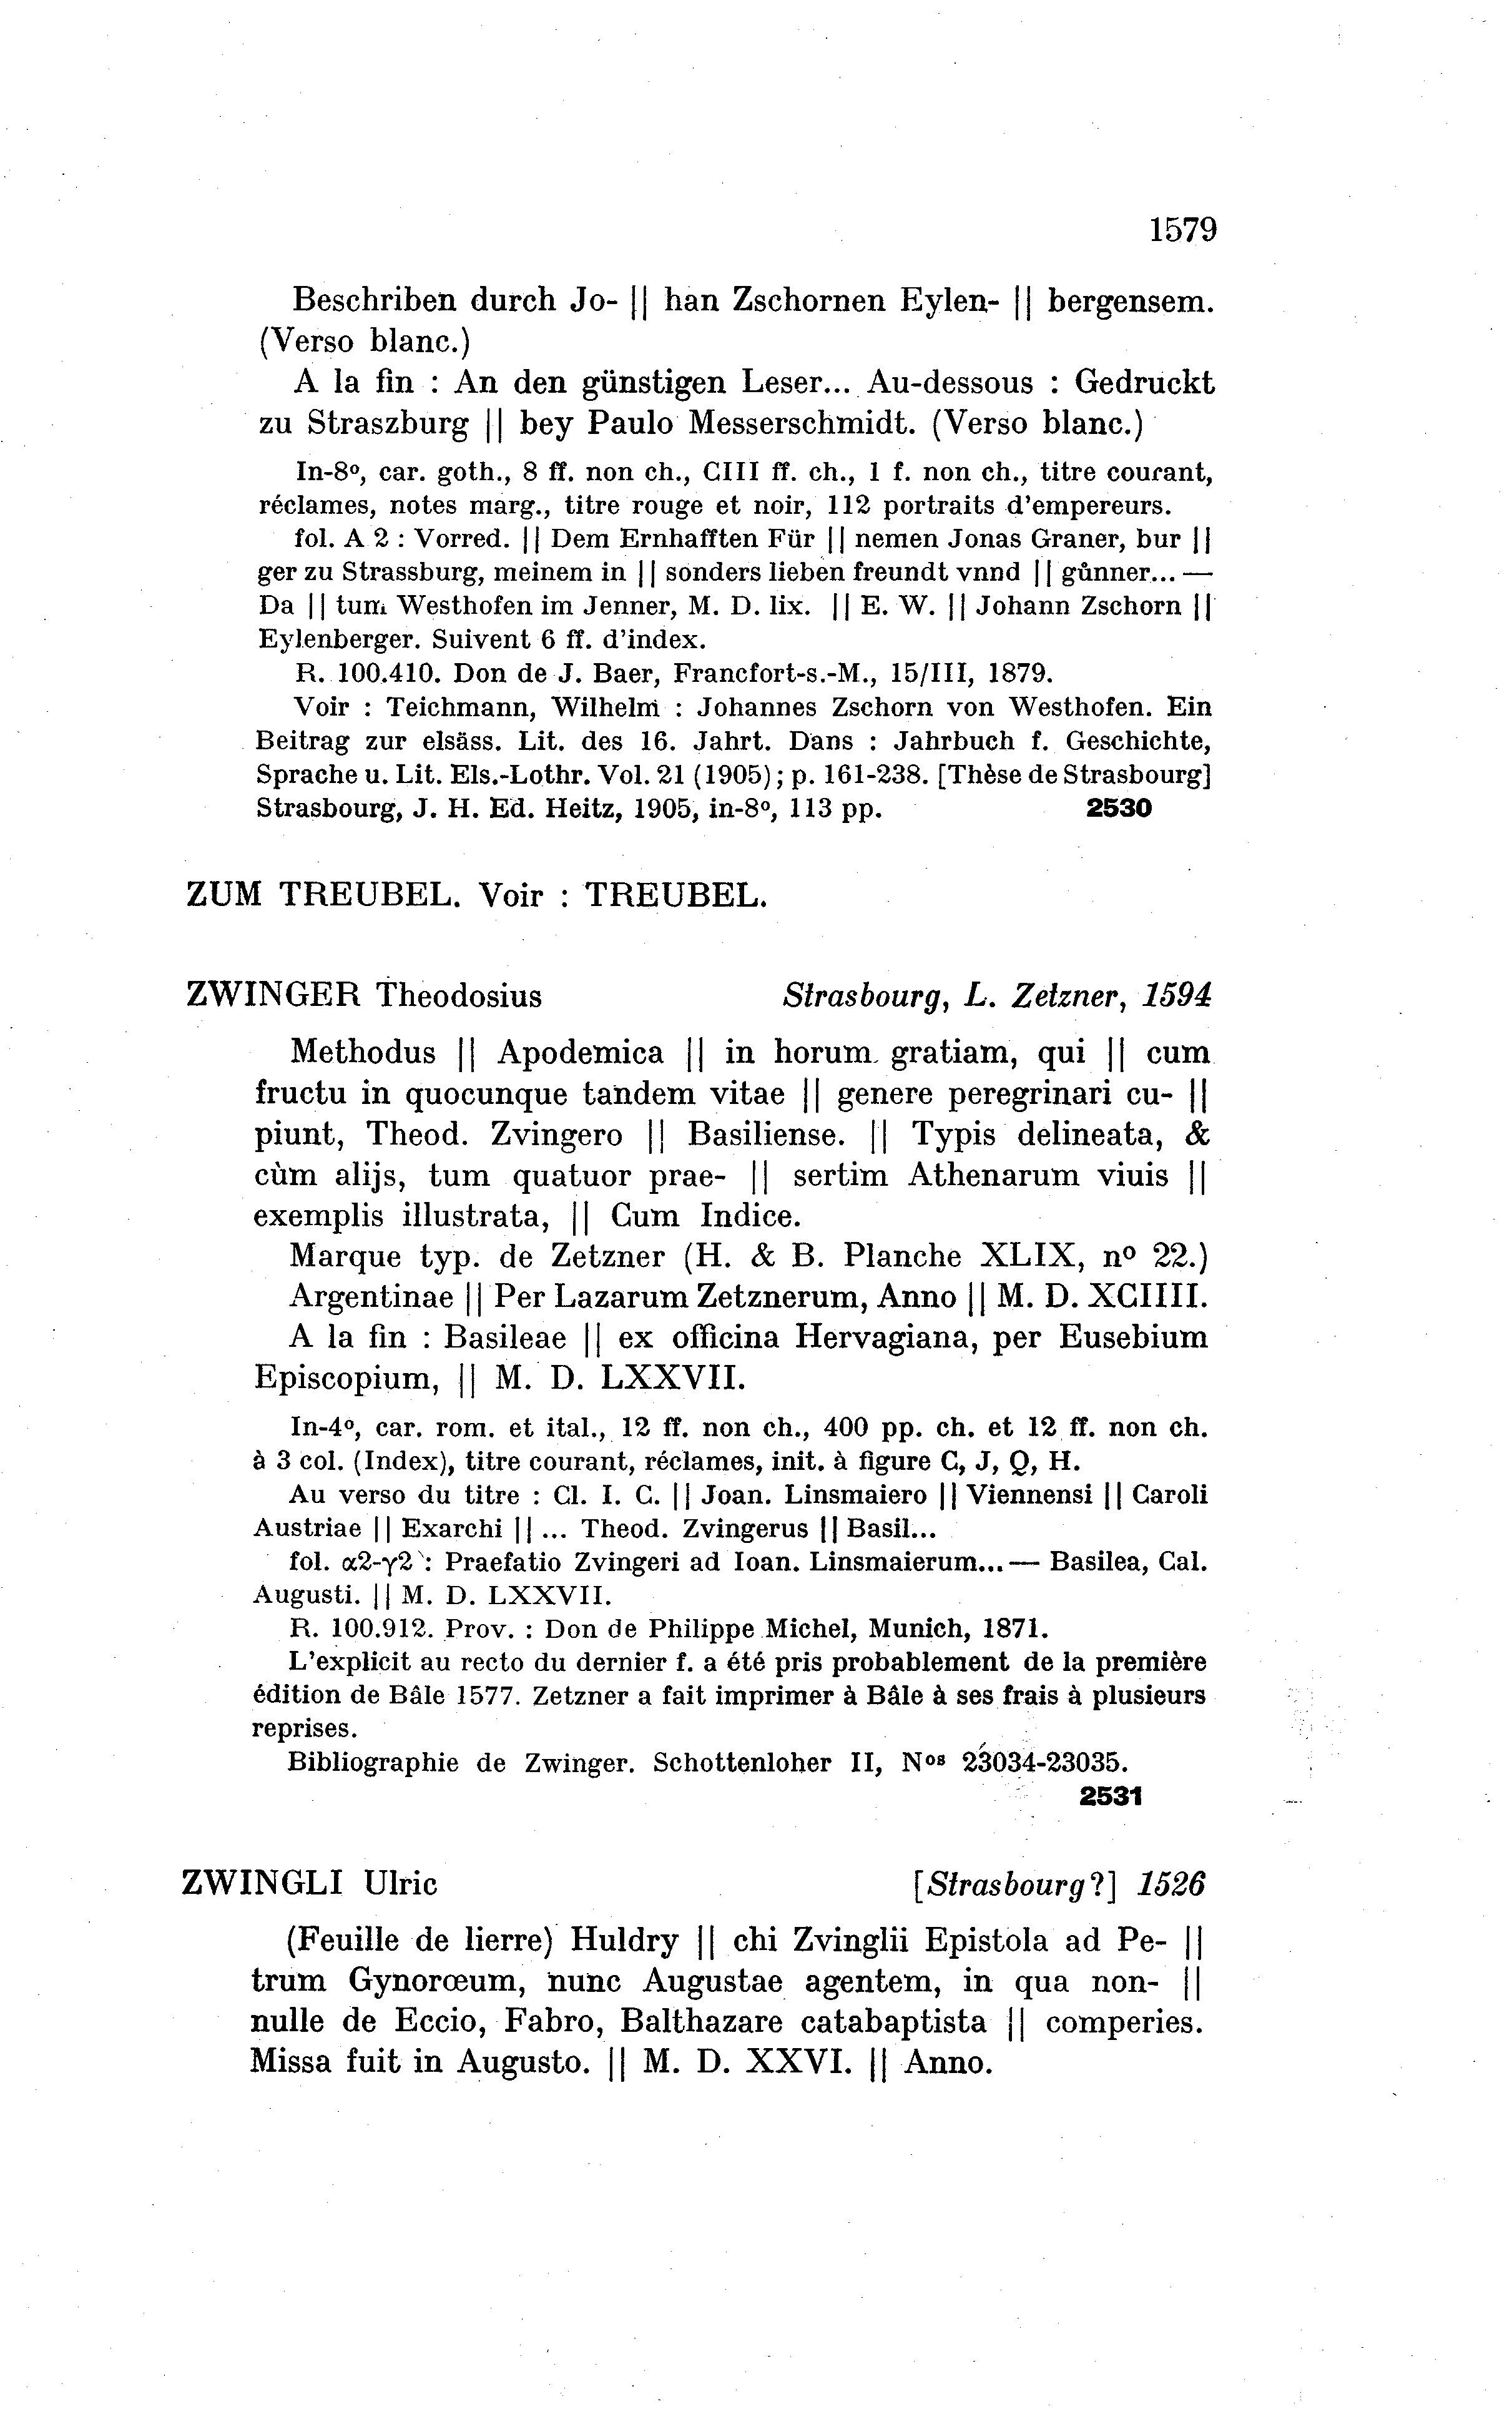 1579
Beschriben durch Jo- || han Zschornen Eylen- || bergensem.
(Verso blanc.)
A la fin : An den günstigen Leser... Au-dessous : Gedruckt
zu Straszburg || bey Paulo Messerschmidt. (Verso blanc.)
In-8º, car. goth., 8 ff. non ch., CIII ff. ch., 1 f. non ch., titre courant,
réclames, notes marg., titre rouge et noir, 112 portraits d'empereurs.
fol. A 2 : Vorred. || Dem Ernhafften Für || nemen Jonas Graner, bur ||
ger zu Strassburg, meinem in || sonders lieben freundt vnnd || gůnner... —
Da || tum Westhofen im Jenner, M. D. lix. || E. W. || Johann Zschorn ||
Eylenberger. Suivent 6 ff. d'index.
R. 100.410. Don de J. Baer, Francfort-s.-M., 15/III, 1879.
Voir : Teichmann, Wilhelm : Johannes Zschorn von Westhofen. Ein
Beitrag zur elsäss. Lit. des 16. Jahrt. Dans : Jahrbuch f. Geschichte,
Sprache u. Lit. Els.-Lothr. Vol. 21 (1905) ; p. 161-238. [Thèse de Strasbourg]
Strasbourg, J. H. Ed. Heitz, 1905, in-8º, 113 pp. 2530
ZUM TREUBEL. Voir : TREUBEL.
ZWINGER Theodosius Strasbourg, L. Zetzner, 1594
Methodus || Apodemica || in horum gratiam, qui || cum
fructu in quocunque tandem vitae || genere peregrinari cu- ||
piunt, Theod. Zvingero || Basiliense. || Typis delineata, &
cùm alijs, tum quatuor prae- || sertim Athenarum viuis ||
exemplis illustrata, || Cum Indice.
Marque typ. de Zetzner (H. & B. Planche XLIX, nº 22.)
Argentinae || Per Lazarum Zetznerum, Anno || M. D. XCIIII.
A la fin : Basileae || ex officina Hervagiana, per Eusebium
Episcopium, || M. D. LXXVII.
In-4º, car. rom. et ital., 12 ff. non ch., 400 pp. ch. et 12 ff. non ch.
à 3 col. (Index), titre courant, réclames, init. à figure C, J, Q, H.
Au verso du titre : Cl. I. C. || Joan. Linsmaiero || Viennensi || Caroli
Austriae || Exarchi || ... Theod. Zvingerus || Basil...
fol. α2-γ2 : Praefatio Zvingeri ad Ioan. Linsmaierum... — Basilea, Cal.
Augusti. || M. D. LXXVII.
R. 100.912. Prov. : Don de Philippe Michel, Munich, 1871.
L'explicit au recto du dernier f. a été pris probablement de la première
édition de Bâle 1577. Zetzner a fait imprimer à Bâle à ses frais à plusieurs
reprises.
Bibliographie de Zwinger. Schottenloher II, Nos 23034-23035.
2531
ZWINGLI Ulric [Strasbourg?] 1526
(Feuille de lierre) Huldry || chi Zvinglii Epistola ad Pe- ||
trum Gynorœum, nunc Augustae agentem, in qua non- ||
nulle de Eccio, Fabro, Balthazare catabaptista || comperies.
Missa fuit in Augusto. || M. D. XXVI. || Anno.